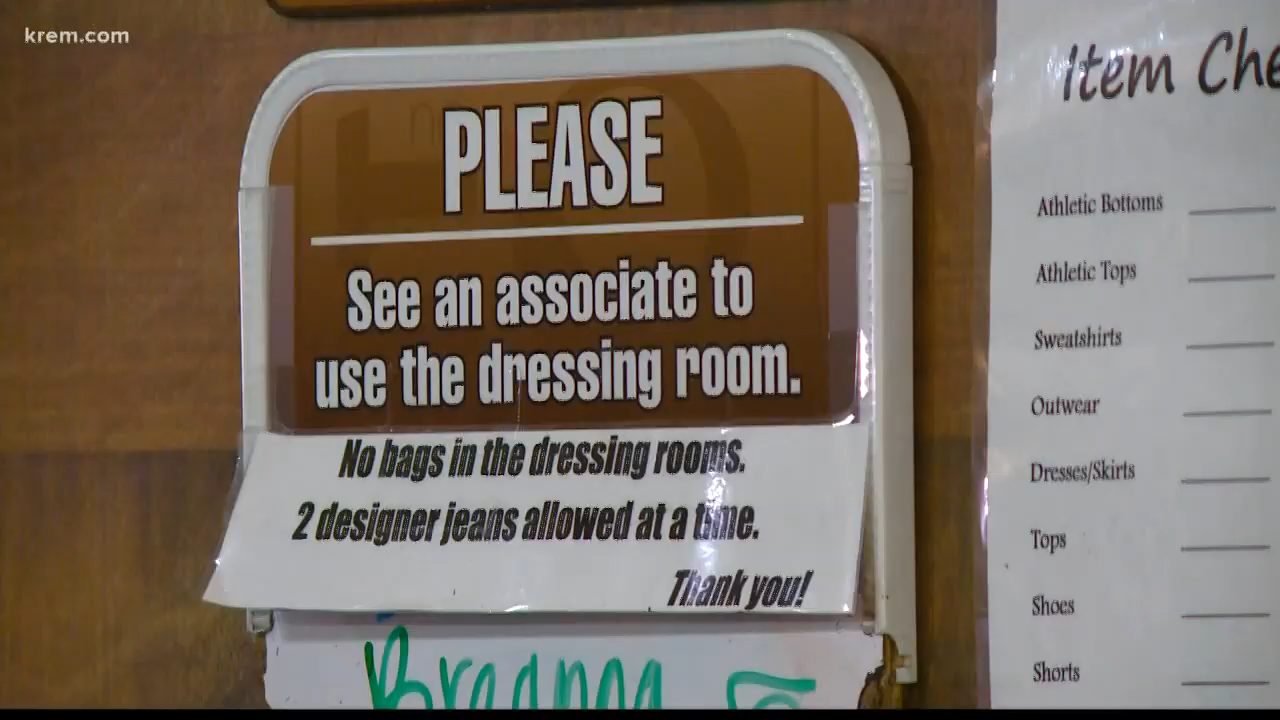 krem.com
PLEASE
See an associate to
use the dressing room.
No bags in the dressing rooms.
2 designer jeans allowed at a time.
Thank you!
Breanna
Item Che
Athletic Bottoms
Athletic Tops
Sweatshirts
Outwear
Dresses/Skirts
Tops
Shoes
Shorts